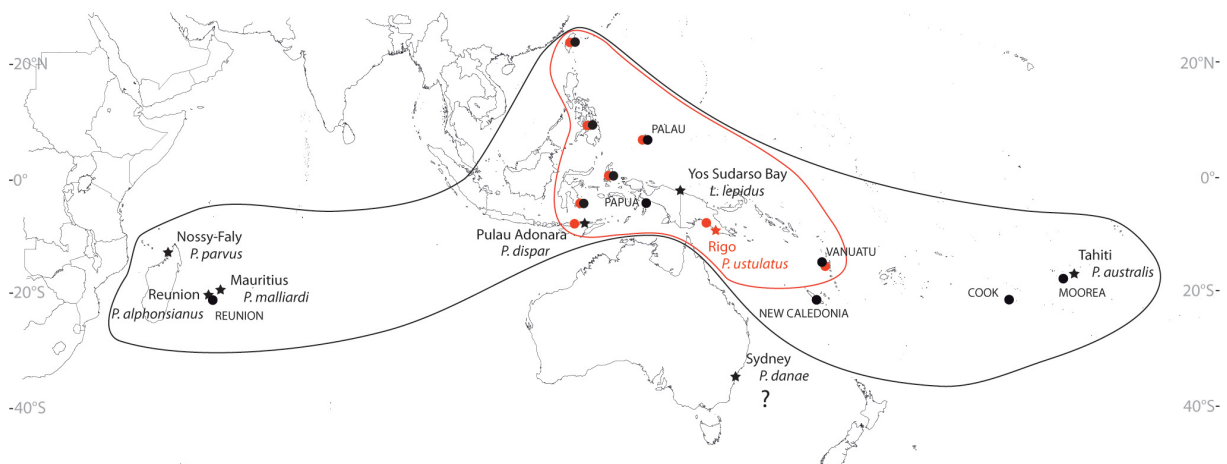 -20°N
20°N-
PALAU
-0°
0°-
Yos Sudarso Bay
L. lepidus
PAPUA
Pulau Adonara
P. dispar
Rigo
P. ustulatus
VANUATU
Nossy-Faly
P. parvus
Mauritius
P. malliardi
Reunion
P. alphonsianus
REUNION
Tahiti
P. australis
MOOREA
COOK
NEW CALEDONIA
-20°S
20°S-
Sydney
P. danae
?
-40°S
40°S-